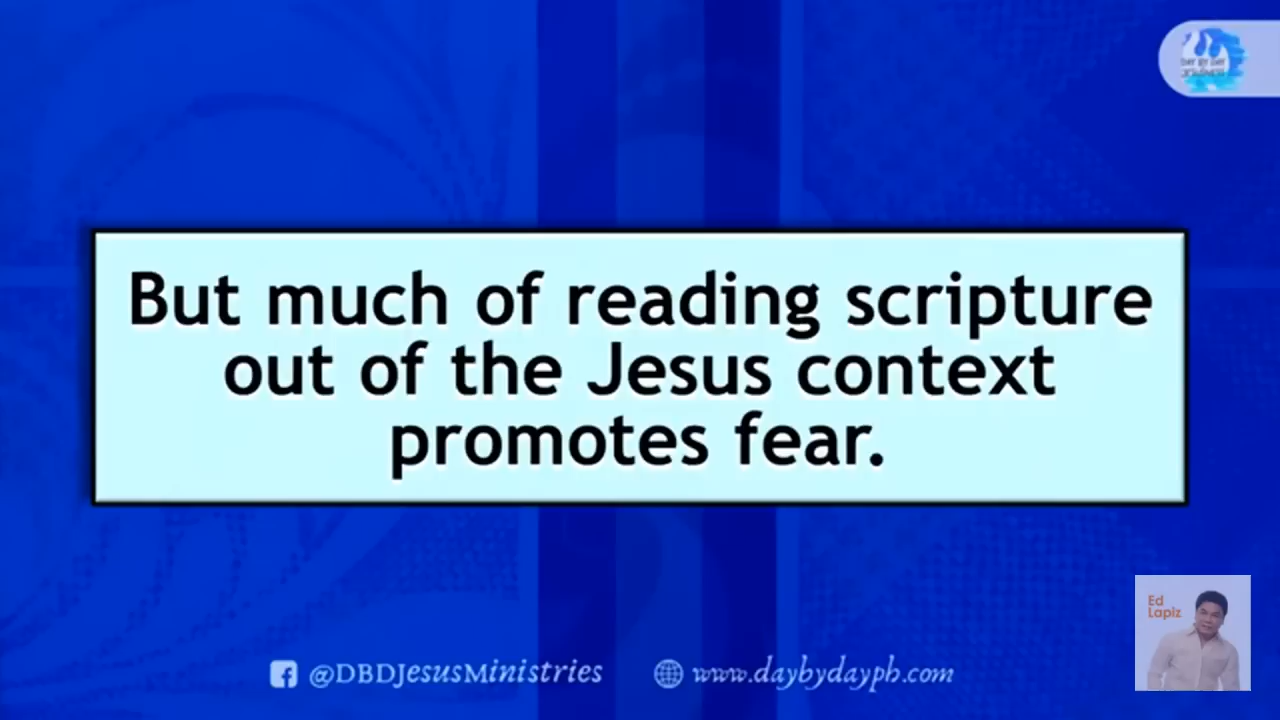 But much of reading scripture
out of the Jesus context
promotes fear.
Ed
Lapiz
@DBDJesusMinistries
www.daybydayph.com